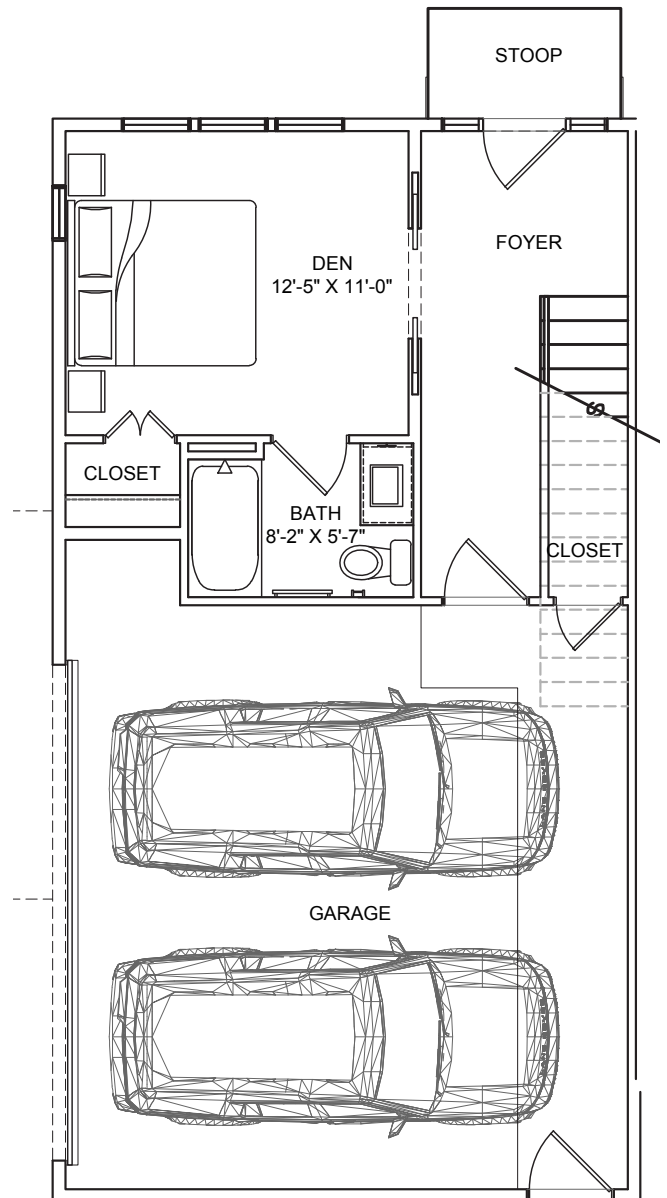 STOOP
FOYER
DEN
12'-5" X 11'-0"
S
CLOSET
BATH
8'-2" X 5'-7"
CLOSET
GARAGE